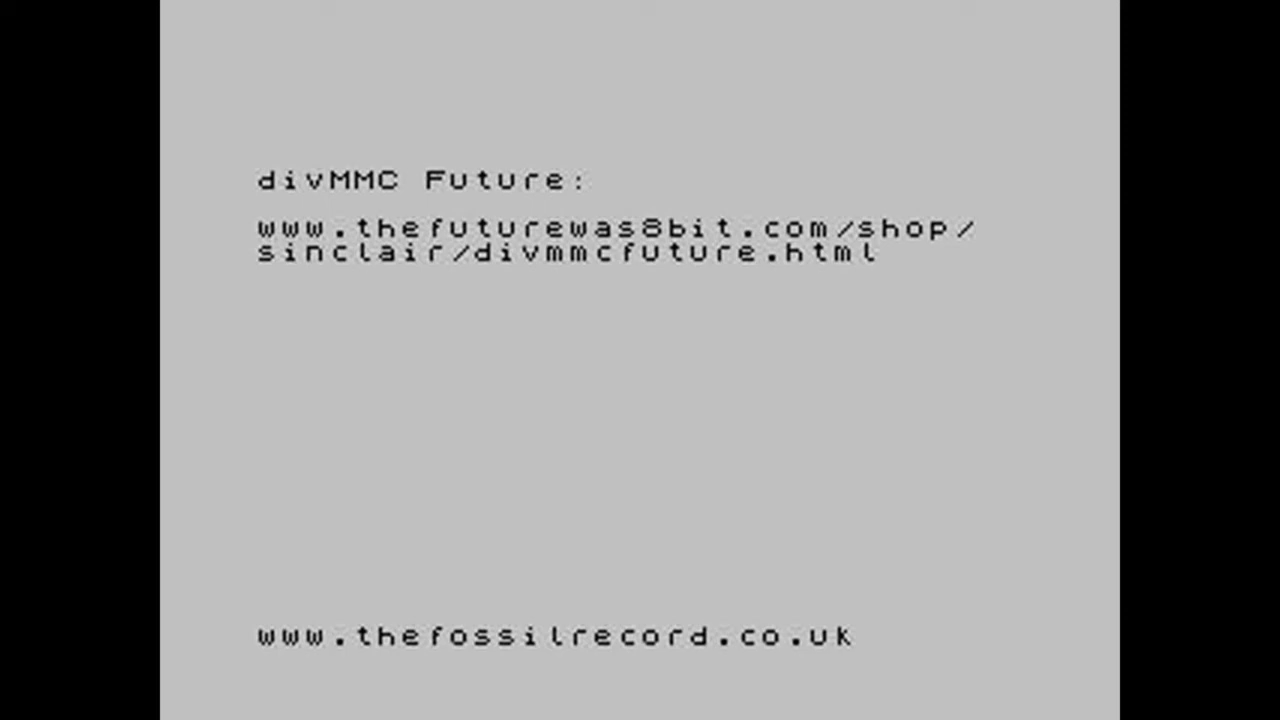 divMMC Future:
www.thefuturewas8bit.com/shop/
sinclair/divmmcfuture.html
www.thefossilrecord.co.uk